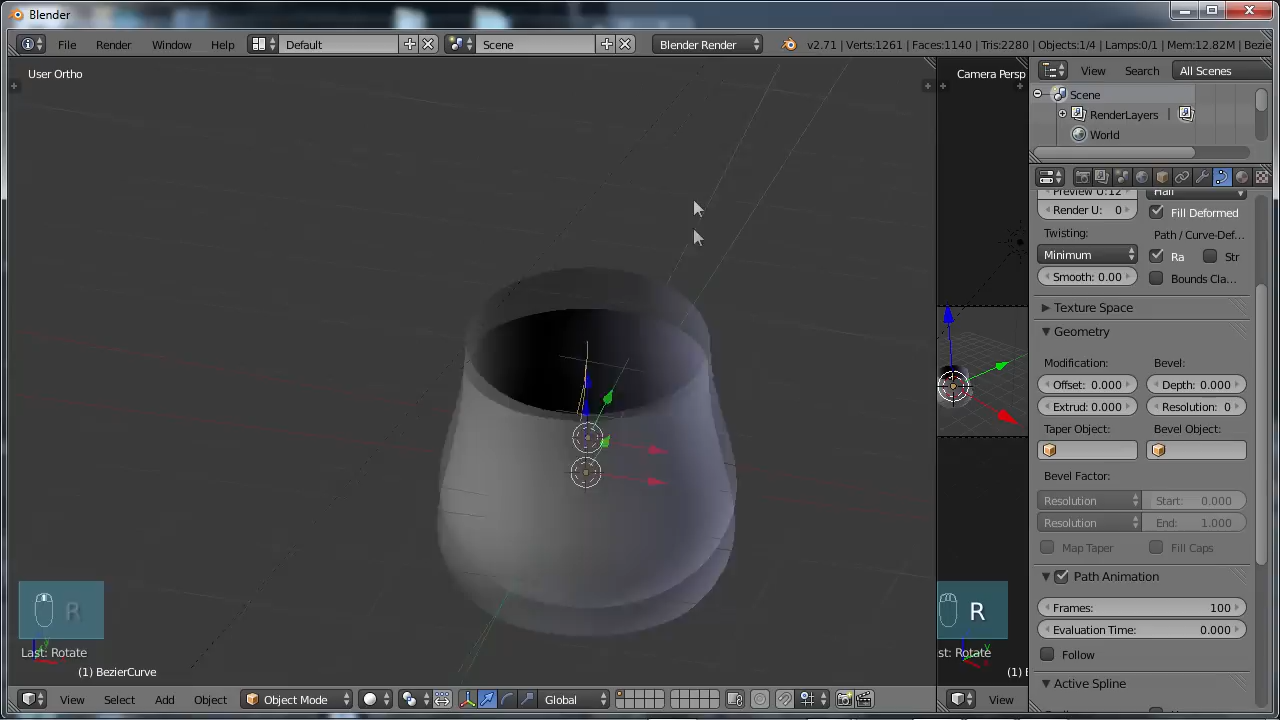 Blender
File Render Window Help Default Scene Blender Render v2.71 | Verts:1261 | Faces:1140 | Tris:2280 | Objects:1/4 | Lamps:0/1 | Mem:12.82M | Bezie
User Ortho
Camera Persp
View Search All Scenes
Scene
RenderLayers
World
Preview U:12 Half
Render U: 0 Fill Deformed
Twisting: Path / Curve-Def...
Minimum Ra Str
Smooth: 0.00 Bounds Cla...
Texture Space
Geometry
Modification: Bevel:
Offset: 0.000 Depth: 0.000
Extrud: 0.000 Resolution: 0
Taper Object: Bevel Object:
Bevel Factor:
Resolution Start: 0.000
Resolution End: 1.000
Map Taper Fill Caps
Path Animation
Frames: 100
Evaluation Time: 0.000
Follow
Active Spline
R
R
Last: Rotate
st: Rotate
(1) BezierCurve
(1) B
View Select Add Object Object Mode Global View